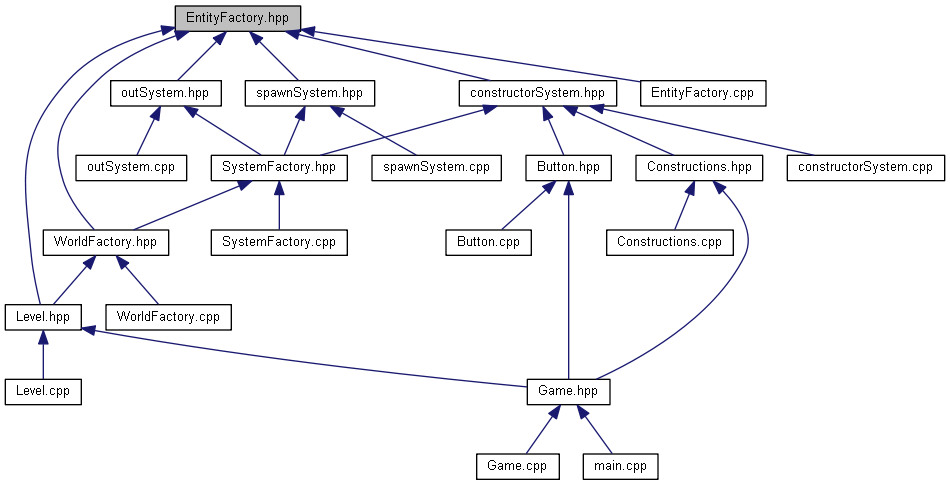 EntityFactory.hpp
outSystem.hpp
spawnSystem.hpp
constructorSystem.hpp
EntityFactory.cpp
outSystem.cpp
SystemFactory.hpp
spawnSystem.cpp
Button.hpp
Constructions.hpp
constructorSystem.cpp
WorldFactory.hpp
SystemFactory.cpp
Button.cpp
Constructions.cpp
Level.hpp
WorldFactory.cpp
Level.cpp
Game.hpp
Game.cpp
main.cpp